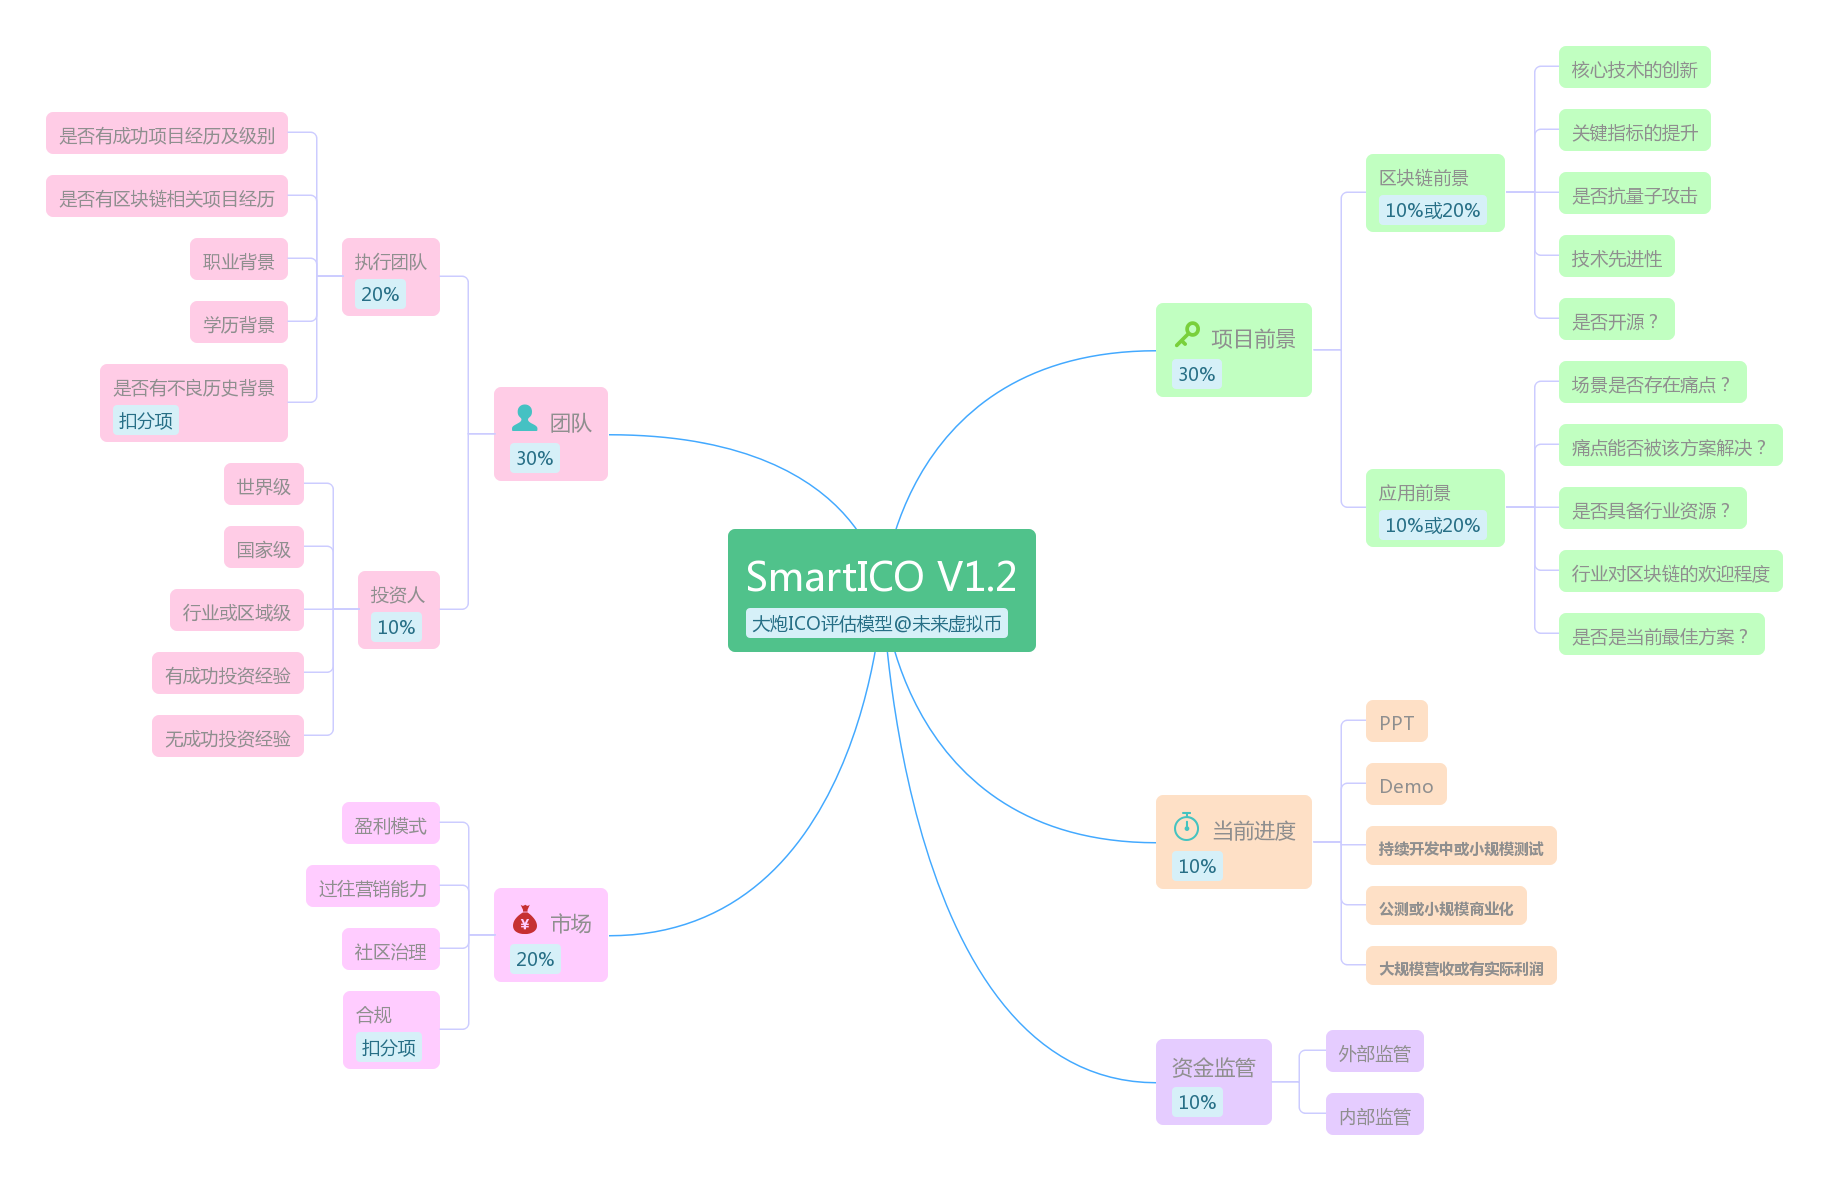 SmartICO V1.2
大炮ICO评估模型@未来虚拟币
项目前景
30%
区块链前景
10%或20%
核心技术的创新
关键指标的提升
是否抗量子攻击
技术先进性
是否开源？
应用前景
10%或20%
场景是否存在痛点？
痛点能否被该方案解决？
是否具备行业资源？
行业对区块链的欢迎程度
是否是当前最佳方案？
当前进度
10%
PPT
Demo
持续开发中或小规模测试
公测或小规模商业化
大规模营收或有实际利润
资金监管
10%
外部监管
内部监管
团队
30%
执行团队
20%
是否有成功项目经历及级别
是否有区块链相关项目经历
职业背景
学历背景
是否有不良历史背景
扣分项
投资人
10%
世界级
国家级
行业或区域级
有成功投资经验
无成功投资经验
市场
20%
盈利模式
过往营销能力
社区治理
合规
扣分项